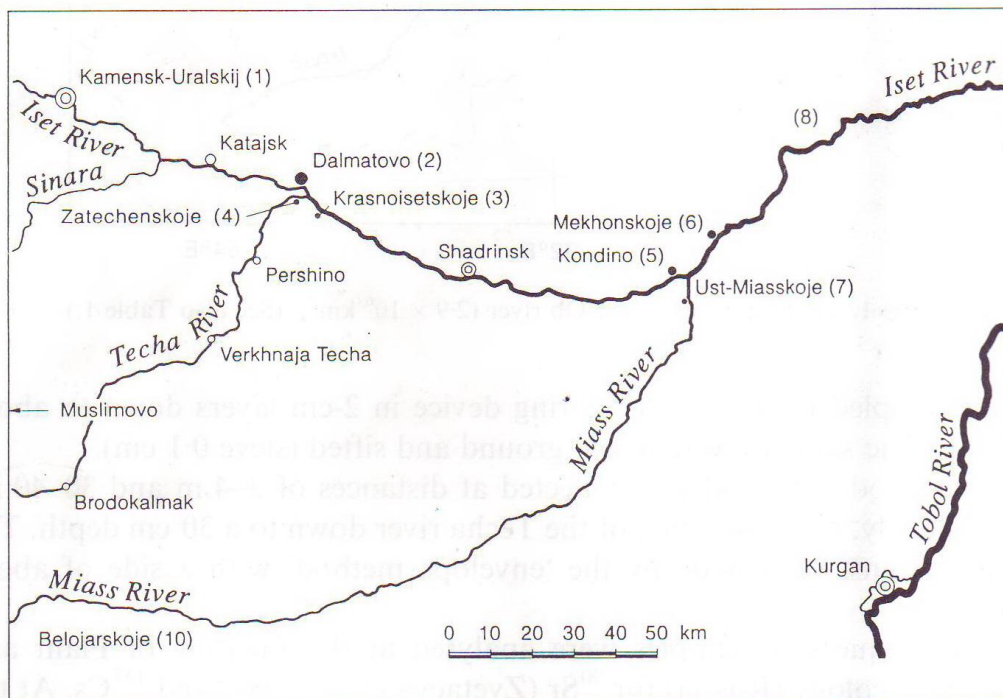 Kamensk-Uralskij (1)
Iset River
Iset River
(8)
Katajsk
Dalmatovo (2)
Sinara
Krasnoisetskoje (3)
Zatechenskoje (4)
Mekhonskoje (6)
Shadrinsk
Kondino (5)
Pershino
Ust-Miasskoje (7)
Techa River
Verkhnaja Techa
Miass River
Muslimovo
Tobol River
Brodokalmak
Kurgan
Miass River
Belojarskoje (10)
0 10 20 30 40 50 km